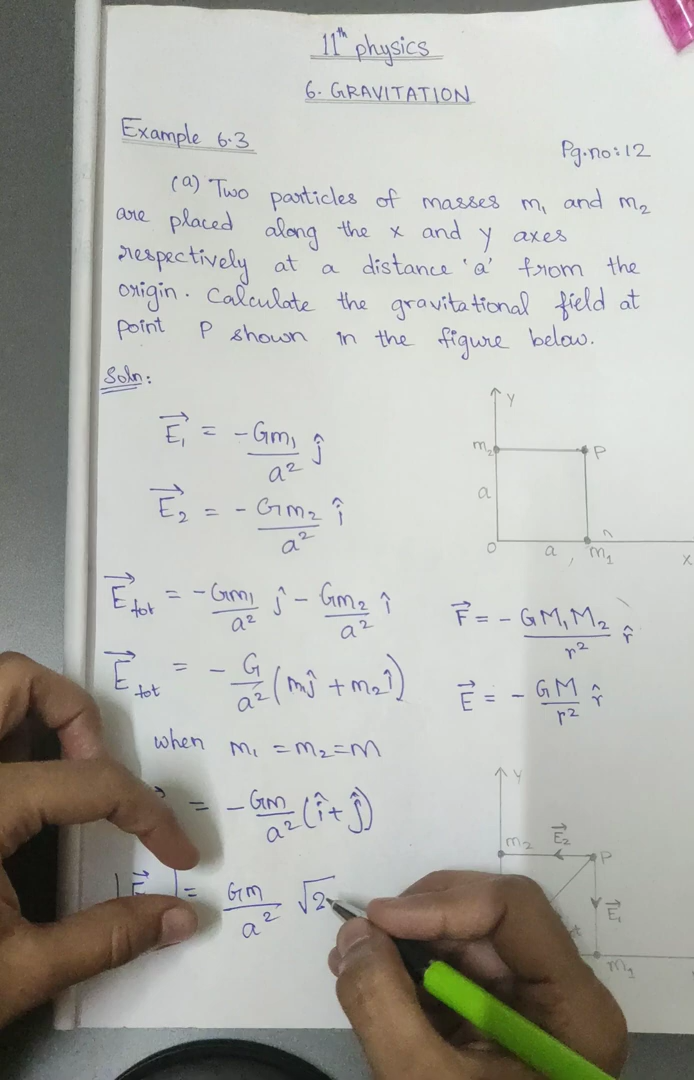 11th physics
6. GRAVITATION
Example 6.3
Pg.no:12
(a) Two particles of masses m₁ and m₂
are placed along the x and y axes
respectively at a distance 'a' from the
origin. Calculate the gravitational field at
point P shown in the figure below.
Soln:
E₁⃗ = -Gm₁/a² ĵ
E₂⃗ = -Gm₂/a² î
y
m₂
P
a
O
a, m₁
x
E⃗tot = -Gm₁/a² ĵ - Gm₂/a² î
E⃗tot = -G/a² (mĵ + m₂î)
when m₁ = m₂ = m
= -Gm/a² (î + ĵ)
|E⃗ | = Gm/a² √2
F⃗ = -GM₁M₂/r² r̂
E⃗ = -GM/r² r̂
y
m₂
E₂⃗
P
E₁⃗
m₁